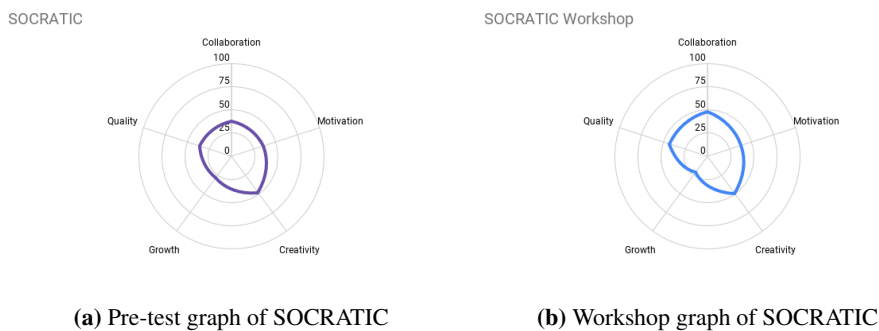 SOCRATIC
Collaboration
100
75
50
25
0
Motivation
Creativity
Growth
Quality
(a) Pre-test graph of SOCRATIC
SOCRATIC Workshop
Collaboration
100
75
50
25
0
Motivation
Creativity
Growth
Quality
(b) Workshop graph of SOCRATIC